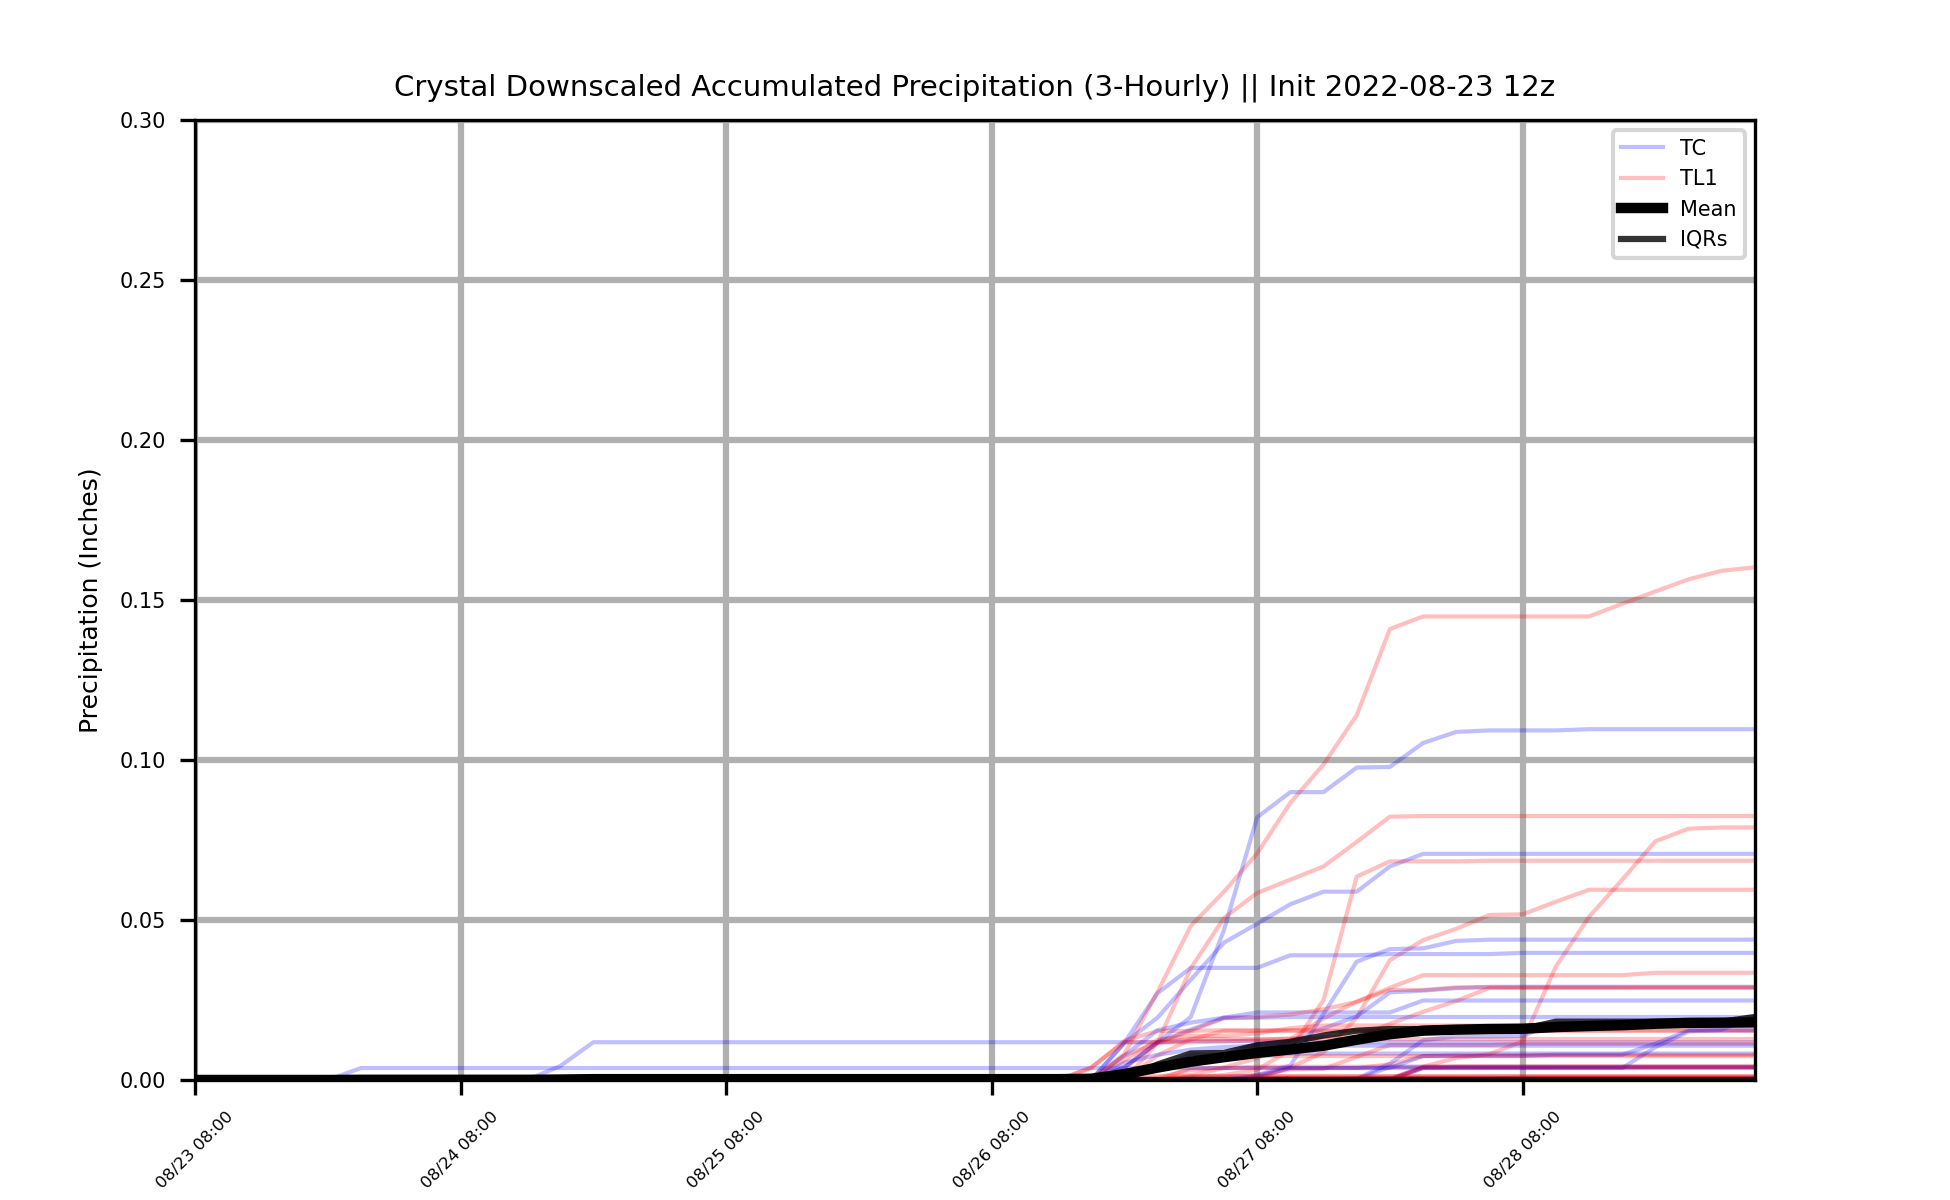 Crystal Downscaled Accumulated Precipitation (3-Hourly) || Init 2022-08-23 12z
Precipitation (Inches)
0.30
0.25
0.20
0.15
0.10
0.05
0.00
TC
TL1
Mean
IQRs
08/23 08:00
08/24 08:00
08/25 08:00
08/26 08:00
08/27 08:00
08/28 08:00